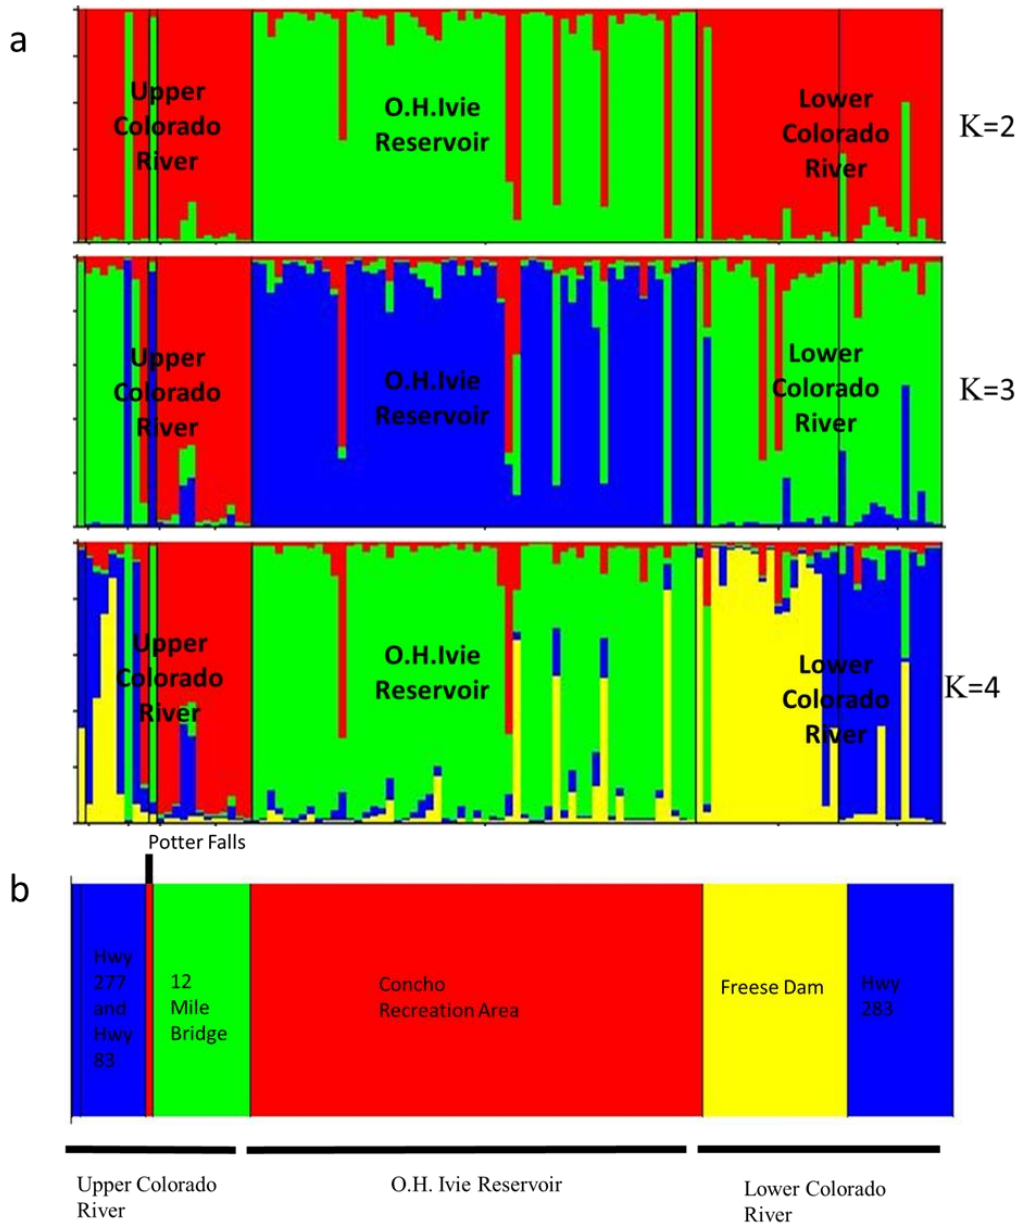 a
Upper
Colorado
River
O.H.Ivie
Reservoir
Lower
Colorado
River
K=2
Upper
Colorado
River
O.H.Ivie
Reservoir
Lower
Colorado
River
K=3
Upper
Colorado
River
O.H.Ivie
Reservoir
Lower
Colorado
River
K=4
Potter Falls
b
Hwy
277
and
Hwy
83
12
Mile
Bridge
Concho
Recreation Area
Freese Dam
Hwy
283
Upper Colorado
River
O.H. Ivie Reservoir
Lower Colorado
River